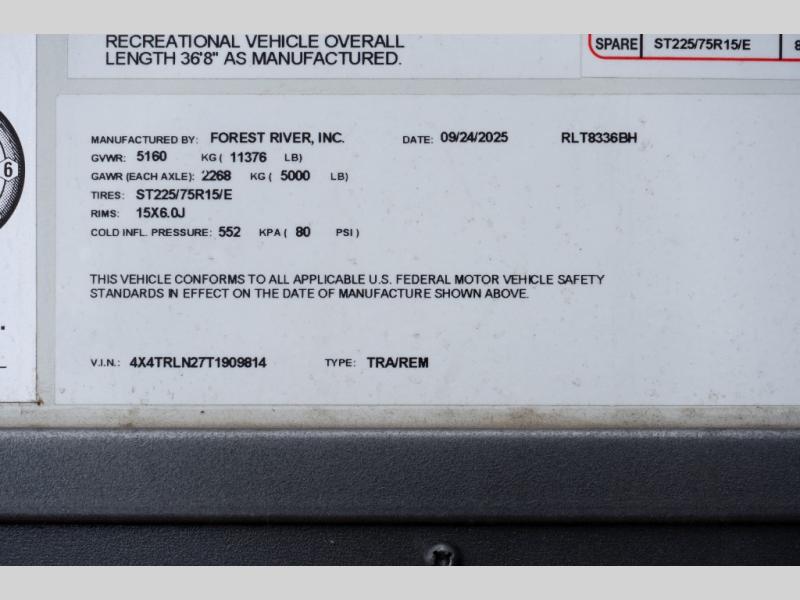 RECREATIONAL VEHICLE OVERALL
LENGTH 36'8" AS MANUFACTURED.
SPARE ST225/75R15/E 8
6
MANUFACTURED BY: FOREST RIVER, INC. DATE: 09/24/2025 RLT8336BH
GVWR: 5160 KG ( 11376 LB)
GAWR (EACH AXLE): 2268 KG ( 5000 LB)
TIRES: ST225/75R15/E
RIMS: 15X6.0J
COLD INFL. PRESSURE: 552 KPA ( 80 PSI )
THIS VEHICLE CONFORMS TO ALL APPLICABLE U.S. FEDERAL MOTOR VEHICLE SAFETY
STANDARDS IN EFFECT ON THE DATE OF MANUFACTURE SHOWN ABOVE.
V.I.N.: 4X4TRLN27T1909814 TYPE: TRA/REM